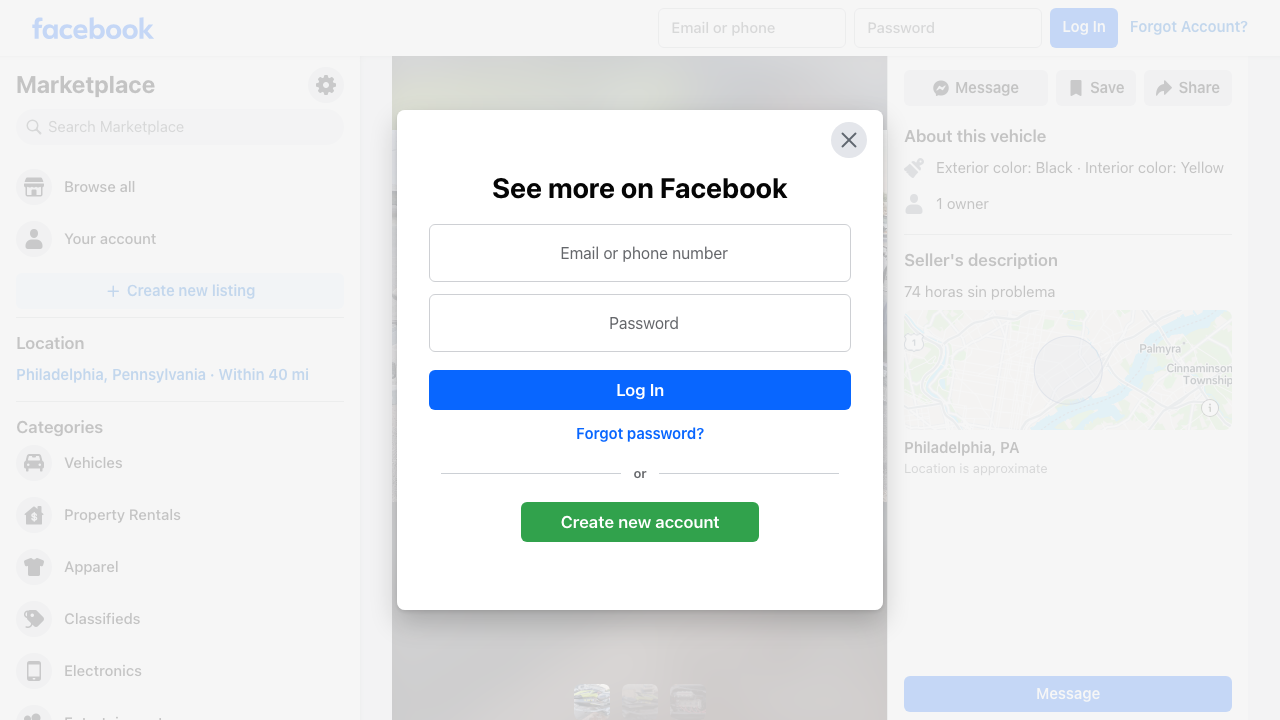 facebook
Email or phone
Password
Log In
Forgot Account?
Marketplace
Search Marketplace
Browse all
Your account
Create new listing
Location
Philadelphia, Pennsylvania · Within 40 mi
Categories
Vehicles
Property Rentals
Apparel
Classifieds
Electronics
See more on Facebook
Email or phone number
Password
Log In
Forgot password?
or
Create new account
Message
Save
Share
About this vehicle
Exterior color: Black · Interior color: Yellow
1 owner
Seller's description
74 horas sin problema
1
Palmyra
Cinnaminson
Township
Philadelphia, PA
Location is approximate
Message